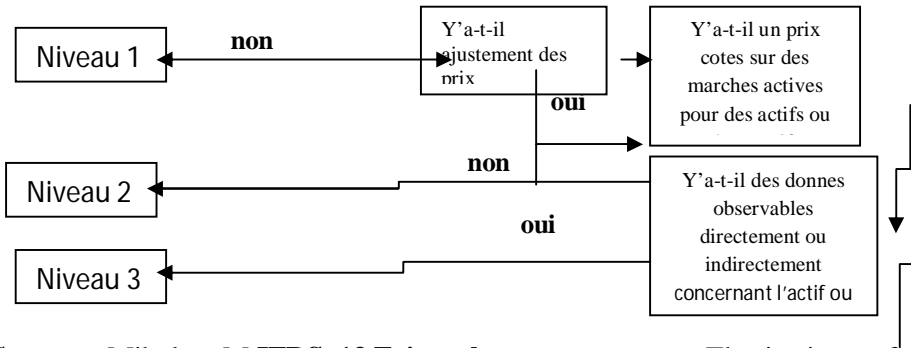 Niveau 1
non
Y'a-t-il
ajustement des
prix
Y'a-t-il un prix
cotes sur des
marches actives
pour des actifs ou
oui
non
Niveau 2
Y'a-t-il des donnes
observables
directement ou
indirectement
concernant l'actif ou
oui
Niveau 3